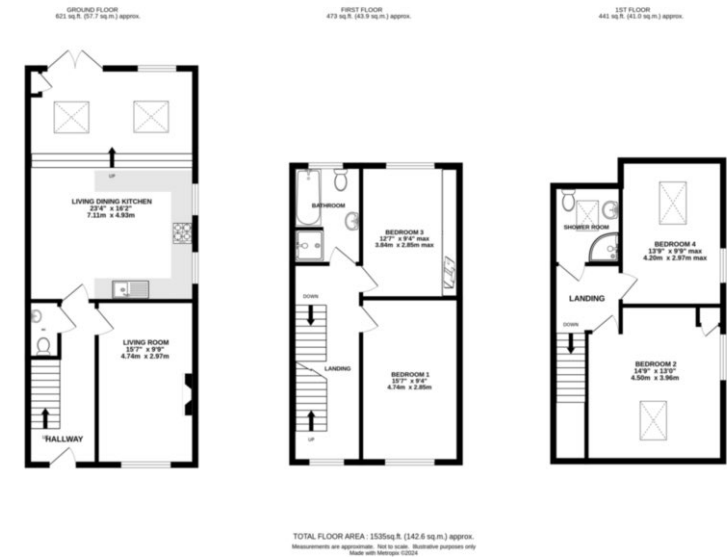 GROUND FLOOR
621 sq.ft. (57.7 sq.m.) approx.
LIVING DINING KITCHEN
23'4" x 16'2"
7.11m x 4.93m
UP
LIVING ROOM
15'7" x 9'9"
4.74m x 2.97m
HALLWAY
FIRST FLOOR
473 sq.ft. (43.9 sq.m.) approx.
BATHROOM
BEDROOM 3
12'7" x 9'4" max
3.84m x 2.85m max
DOWN
LANDING
BEDROOM 1
15'7" x 9'4"
4.74m x 2.85m
UP
1ST FLOOR
441 sq.ft. (41.0 sq.m.) approx.
SHOWER ROOM
BEDROOM 4
13'9" x 9'9" max
4.20m x 2.97m max
LANDING
DOWN
BEDROOM 2
14'9" x 13'0"
4.50m x 3.96m
TOTAL FLOOR AREA : 1535sq.ft. (142.6 sq.m.) approx.
Measurements are approximate. Not to scale. Illustrative purposes only
Made with Metropix ©2024